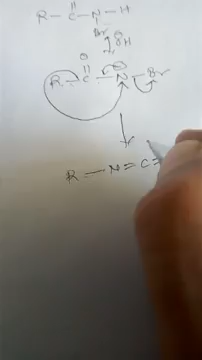 R – C – N – H
||
Br
⊖OH
O
||
R – C – N – Br
⊖
R – N = C =